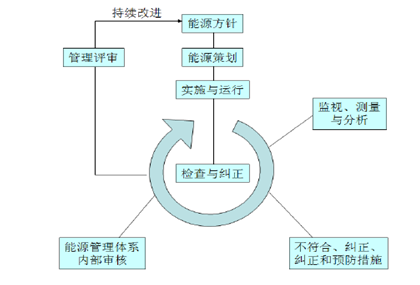 持续改进
能源方针
管理评审
能源策划
实施与运行
监视、测量
与分析
检查与纠正
能源管理体系
内部审核
不符合、纠正、
纠正和预防措施